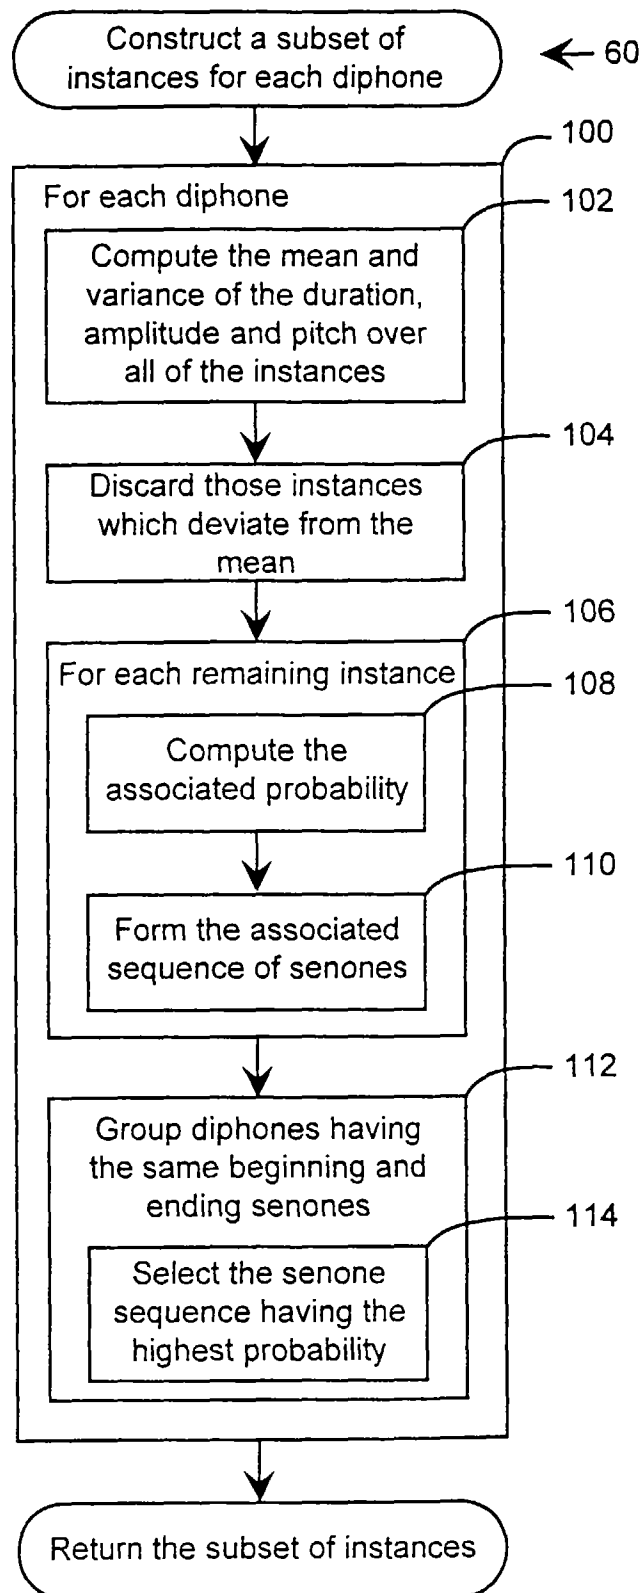 Construct a subset of
instances for each diphone
60
100
For each diphone
102
Compute the mean and
variance of the duration,
amplitude and pitch over
all of the instances
104
Discard those instances
which deviate from the
mean
106
For each remaining instance
108
Compute the
associated probability
110
Form the associated
sequence of senones
112
Group diphones having
the same beginning and
ending senones
114
Select the senone
sequence having the
highest probability
Return the subset of instances